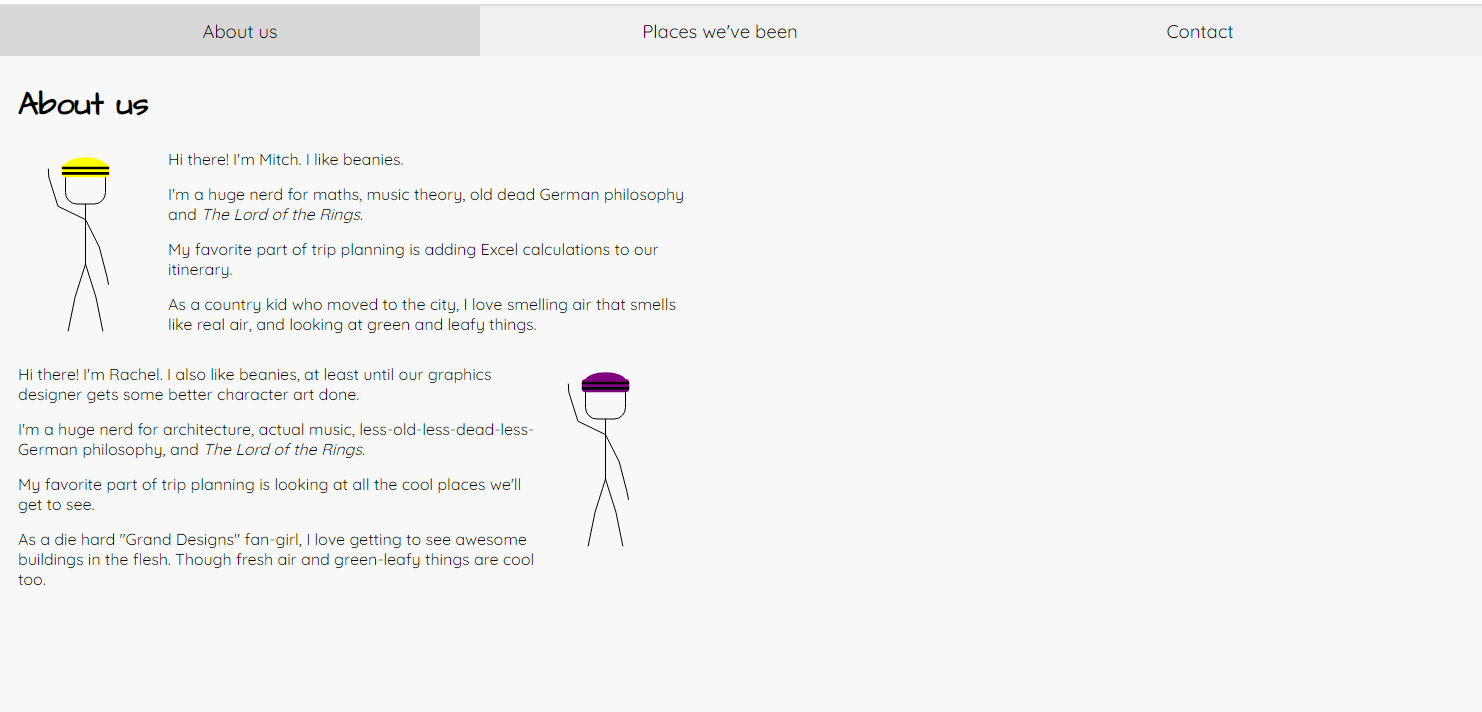 About us
Places we've been
Contact
About us
Hi there! I'm Mitch. I like beanies.
I'm a huge nerd for maths, music theory, old dead German philosophy
and The Lord of the Rings.
My favorite part of trip planning is adding Excel calculations to our
itinerary.
As a country kid who moved to the city, I love smelling air that smells
like real air, and looking at green and leafy things.
Hi there! I'm Rachel. I also like beanies, at least until our graphics
designer gets some better character art done.
I'm a huge nerd for architecture, actual music, less-old-less-dead-less-
German philosophy, and The Lord of the Rings.
My favorite part of trip planning is looking at all the cool places we'll
get to see.
As a die hard "Grand Designs" fan-girl, I love getting to see awesome
buildings in the flesh. Though fresh air and green-leafy things are cool
too.